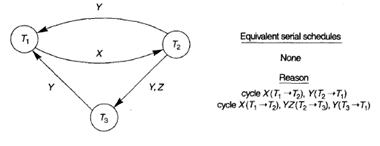 Y
T1
X
T2
Y
Y, Z
T3
Equivalent serial schedules
None
Reason
cycle X(T1 →T2), Y(T2 →T1)
cycle X(T1 →T2), YZ(T2 →T3), Y(T3 →T1)